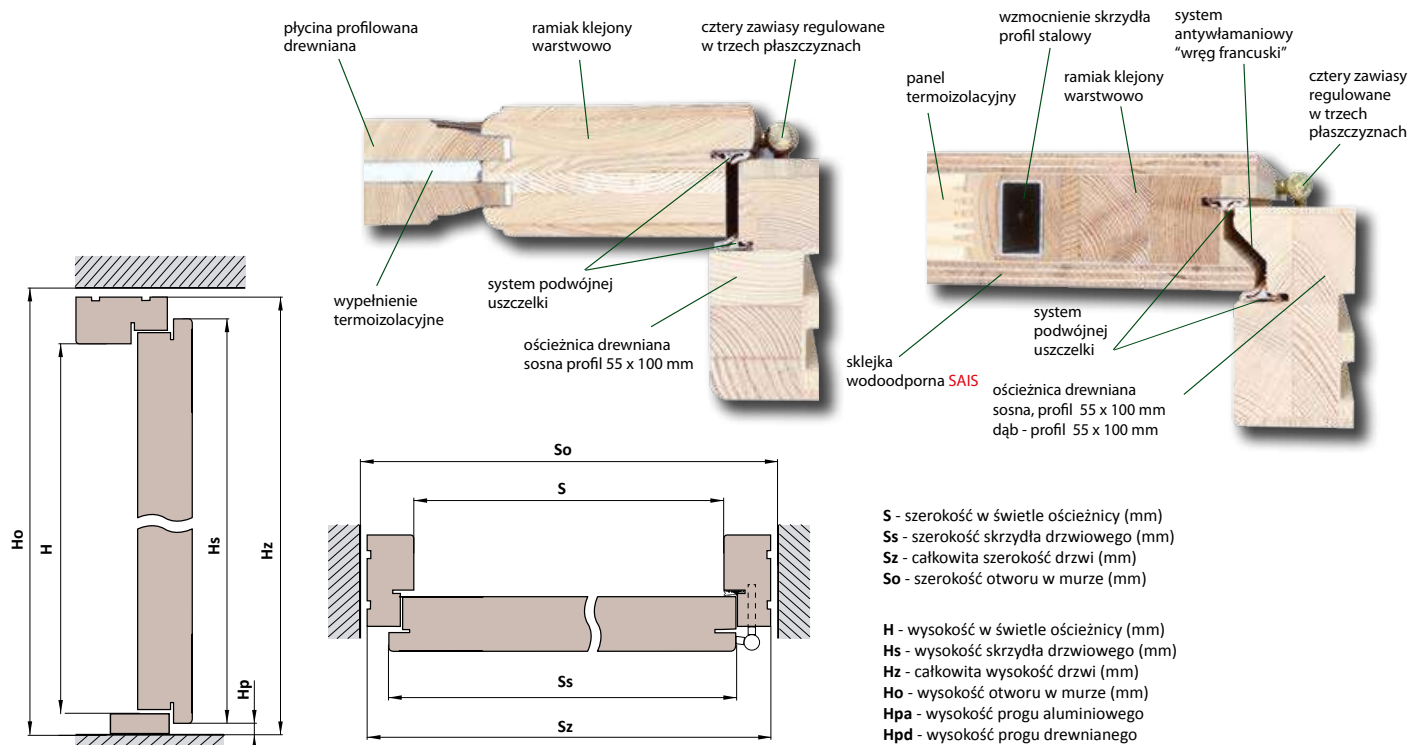 płycina profilowana
drewniana
ramiak klejony
warstwowo
cztery zawiasy regulowane
w trzech płaszczyznach
wypełnienie
termoizolacyjne
system podwójnej
uszczelki
ościeżnica drewniana
sosna profil 55 x 100 mm
wzmocnienie skrzydła
profil stalowy
system
antywłamaniowy
“wręg francuski”
panel
termoizolacyjny
ramiak klejony
warstwowo
cztery zawiasy
regulowane
w trzech
płaszczyznach
system
podwójnej
uszczelki
sklejka
wodoodporna SAIS
ościeżnica drewniana
sosna, profil 55 x 100 mm
dąb - profil 55 x 100 mm
Ho
H
Hs
Hz
Hp
So
S
Ss
Sz
S - szerokość w świetle ościeżnicy (mm)
Ss - szerokość skrzydła drzwiowego (mm)
Sz - całkowita szerokość drzwi (mm)
So - szerokość otworu w murze (mm)
H - wysokość w świetle ościeżnicy (mm)
Hs - wysokość skrzydła drzwiowego (mm)
Hz - całkowita wysokość drzwi (mm)
Ho - wysokość otworu w murze (mm)
Hpa - wysokość progu aluminiowego
Hpd - wysokość progu drewnianego